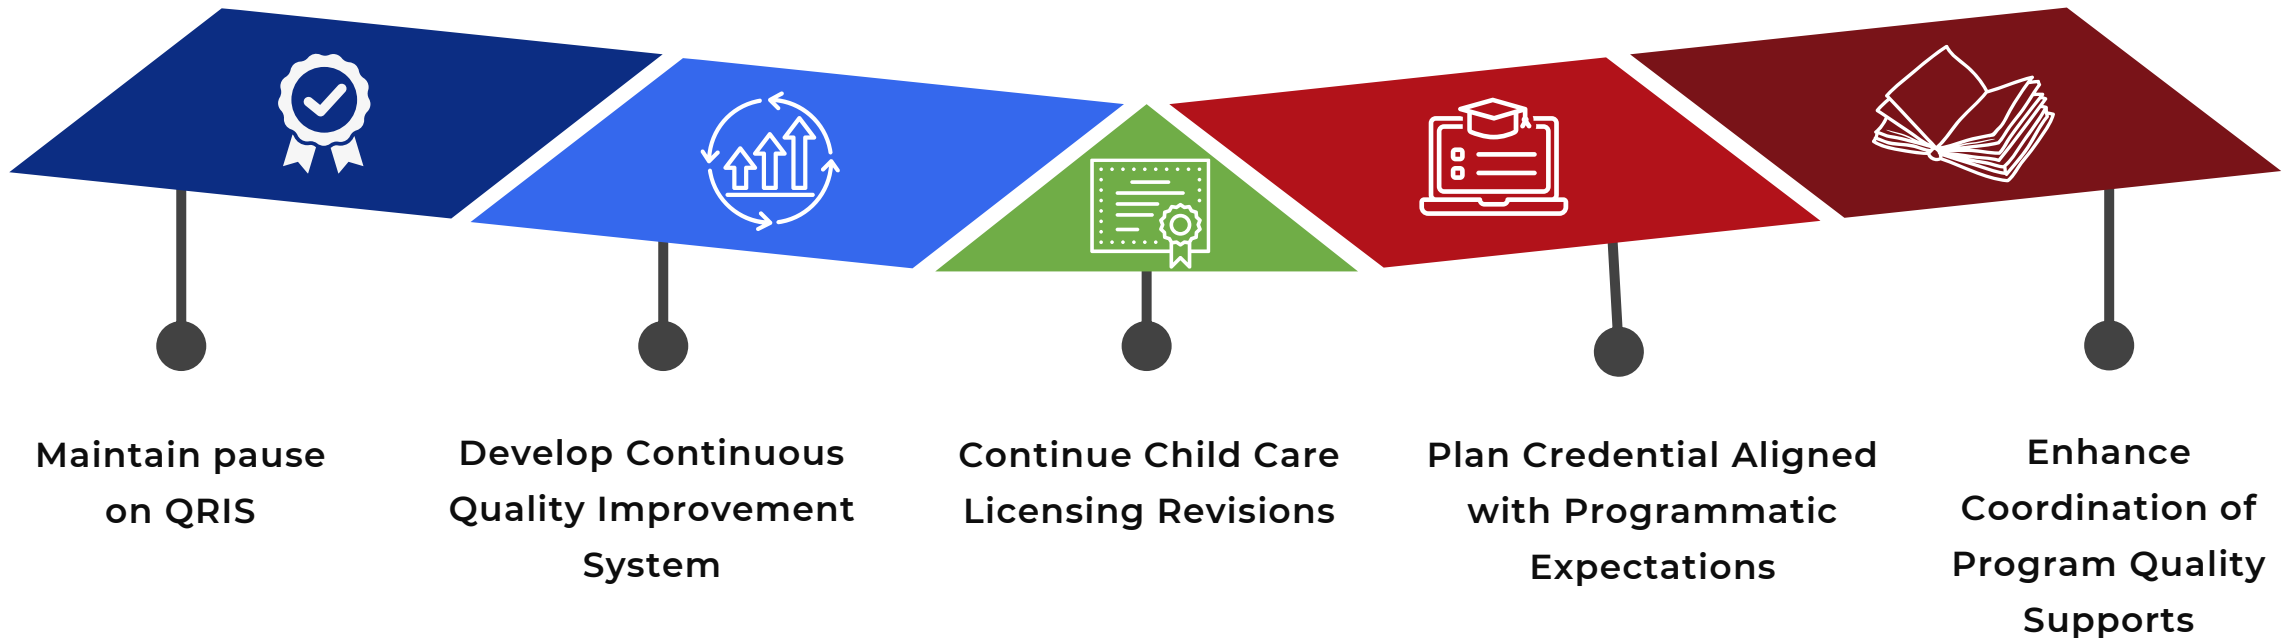 Maintain pause
on QRIS
Develop Continuous
Quality Improvement
System
Continue Child Care
Licensing Revisions
Plan Credential Aligned
with Programmatic
Expectations
Enhance
Coordination of
Program Quality
Supports